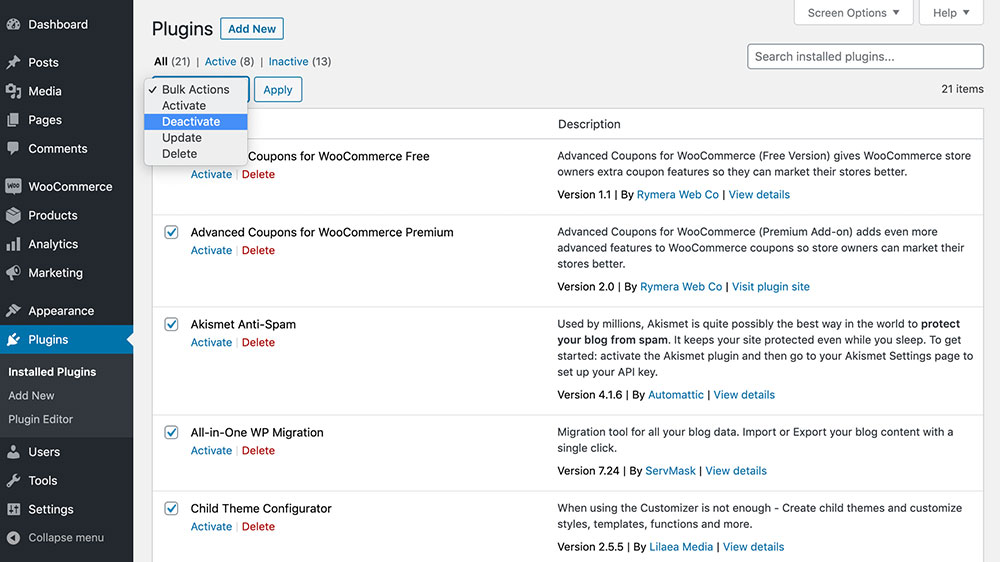 Dashboard
Posts
Media
Pages
Comments
WooCommerce
Products
Analytics
Marketing
Appearance
Plugins
Installed Plugins
Add New
Plugin Editor
Users
Tools
Settings
Collapse menu
Screen Options ▼
Help ▼
Plugins Add New
All (21) | Active (8) | Inactive (13)
Search installed plugins...
✓ Bulk Actions
Activate
Deactivate
Update
Delete
Apply
21 items
Description
Coupons for WooCommerce Free
Activate | Delete
Advanced Coupons for WooCommerce (Free Version) gives WooCommerce store
owners extra coupon features so they can market their stores better.
Version 1.1 | By Rymera Web Co | View details
Advanced Coupons for WooCommerce Premium
Activate | Delete
Advanced Coupons for WooCommerce (Premium Add-on) adds even more
advanced features to WooCommerce coupons so store owners can market their
stores better.
Version 2.0 | By Rymera Web Co | Visit plugin site
Akismet Anti-Spam
Activate | Delete
Used by millions, Akismet is quite possibly the best way in the world to protect
your blog from spam. It keeps your site protected even while you sleep. To get
started: activate the Akismet plugin and then go to your Akismet Settings page to
set up your API key.
Version 4.1.6 | By Automattic | View details
All-in-One WP Migration
Activate | Delete
Migration tool for all your blog data. Import or Export your blog content with a
single click.
Version 7.24 | By ServMask | View details
Child Theme Configurator
Activate | Delete
When using the Customizer is not enough - Create child themes and customize
styles, templates, functions and more.
Version 2.5.5 | By Lilaea Media | View details